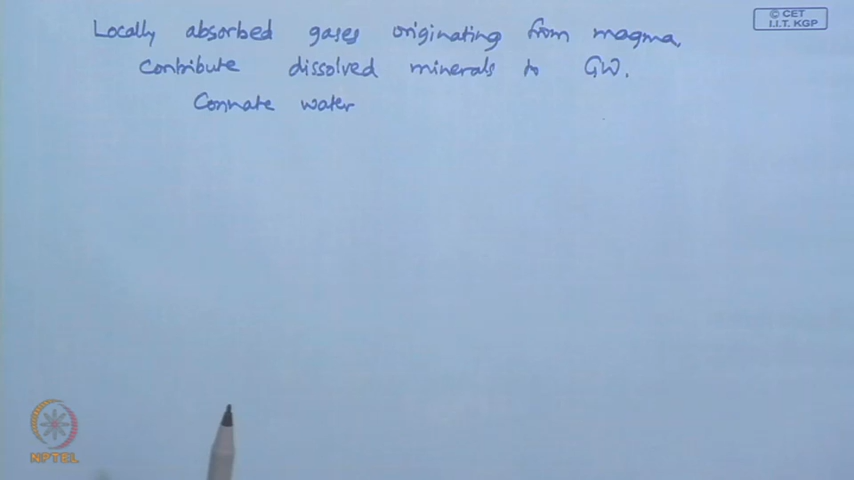 Locally absorbed gases originating from magma,
contribute dissolved minerals to GW.
Connate water
© CET
I.I.T. KGP
NPTEL